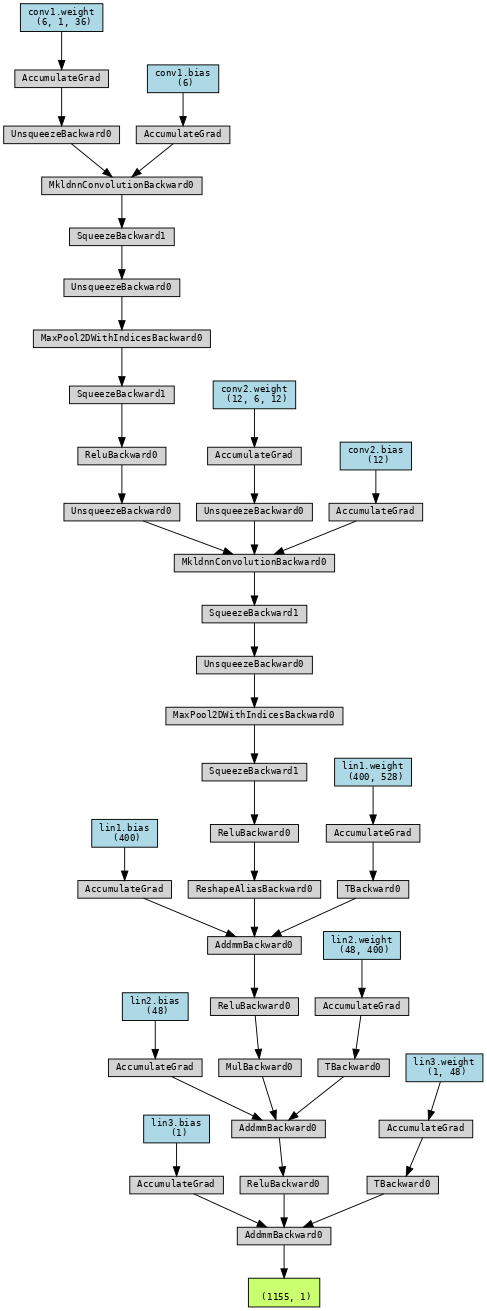 conv1.weight
(6, 1, 36)
AccumulateGrad
conv1.bias
(6)
UnsqueezeBackward0
AccumulateGrad
MkldnnConvolutionBackward0
SqueezeBackward1
UnsqueezeBackward0
MaxPool2DWithIndicesBackward0
SqueezeBackward1
conv2.weight
(12, 6, 12)
ReluBackward0
AccumulateGrad
conv2.bias
(12)
UnsqueezeBackward0
UnsqueezeBackward0
AccumulateGrad
MkldnnConvolutionBackward0
SqueezeBackward1
UnsqueezeBackward0
MaxPool2DWithIndicesBackward0
SqueezeBackward1
lin1.weight
(400, 528)
lin1.bias
(400)
ReluBackward0
AccumulateGrad
AccumulateGrad
ReshapeAliasBackward0
TBackward0
AddmmBackward0
lin2.weight
(48, 400)
lin2.bias
(48)
ReluBackward0
AccumulateGrad
AccumulateGrad
MulBackward0
TBackward0
lin3.weight
(1, 48)
lin3.bias
(1)
AddmmBackward0
AccumulateGrad
AccumulateGrad
ReluBackward0
TBackward0
AddmmBackward0
(1155, 1)